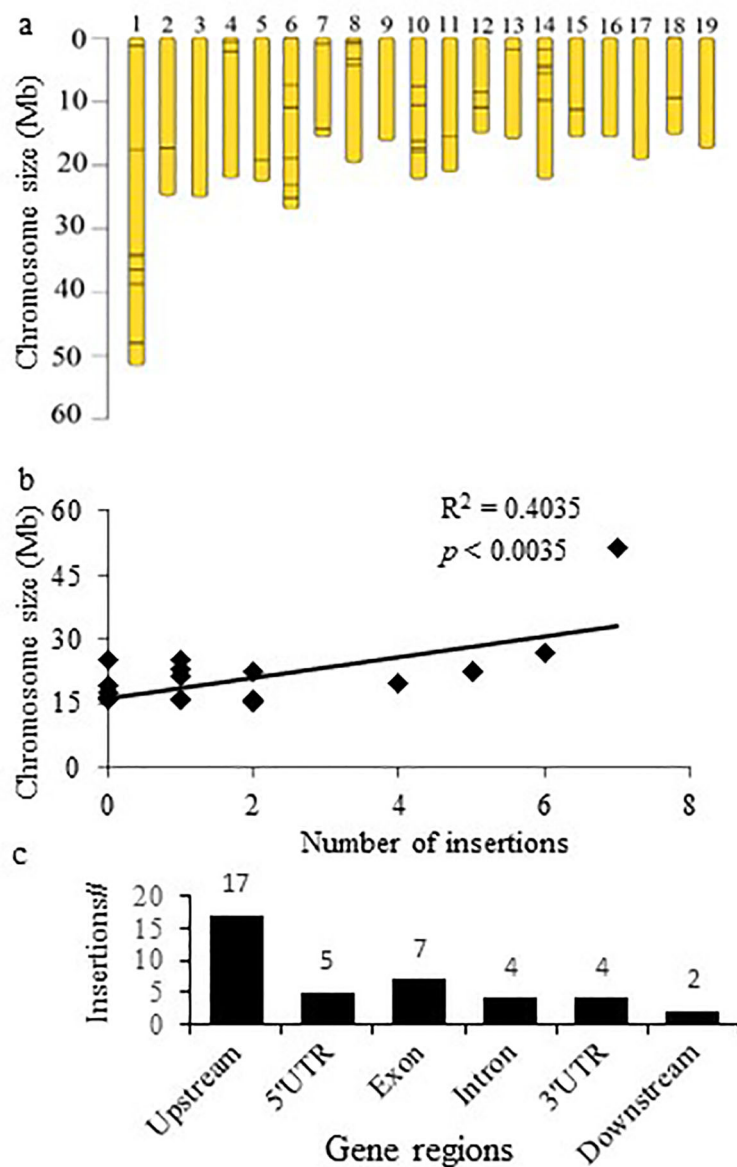 a
1 2 3 4 5 6 7 8 9 10 11 12 13 14 15 16 17 18 19
Chromosome size (Mb)
0
10
20
30
40
50
60
b
Chromosome size (Mb)
60
45
30
15
0
R² = 0.4035
p < 0.0035
0 2 4 6 8
Number of insertions
c
Insertions#
20
15
10
5
0
17
5
7
4
4
2
Upstream
5'UTR
Exon
Intron
3'UTR
Downstream
Gene regions